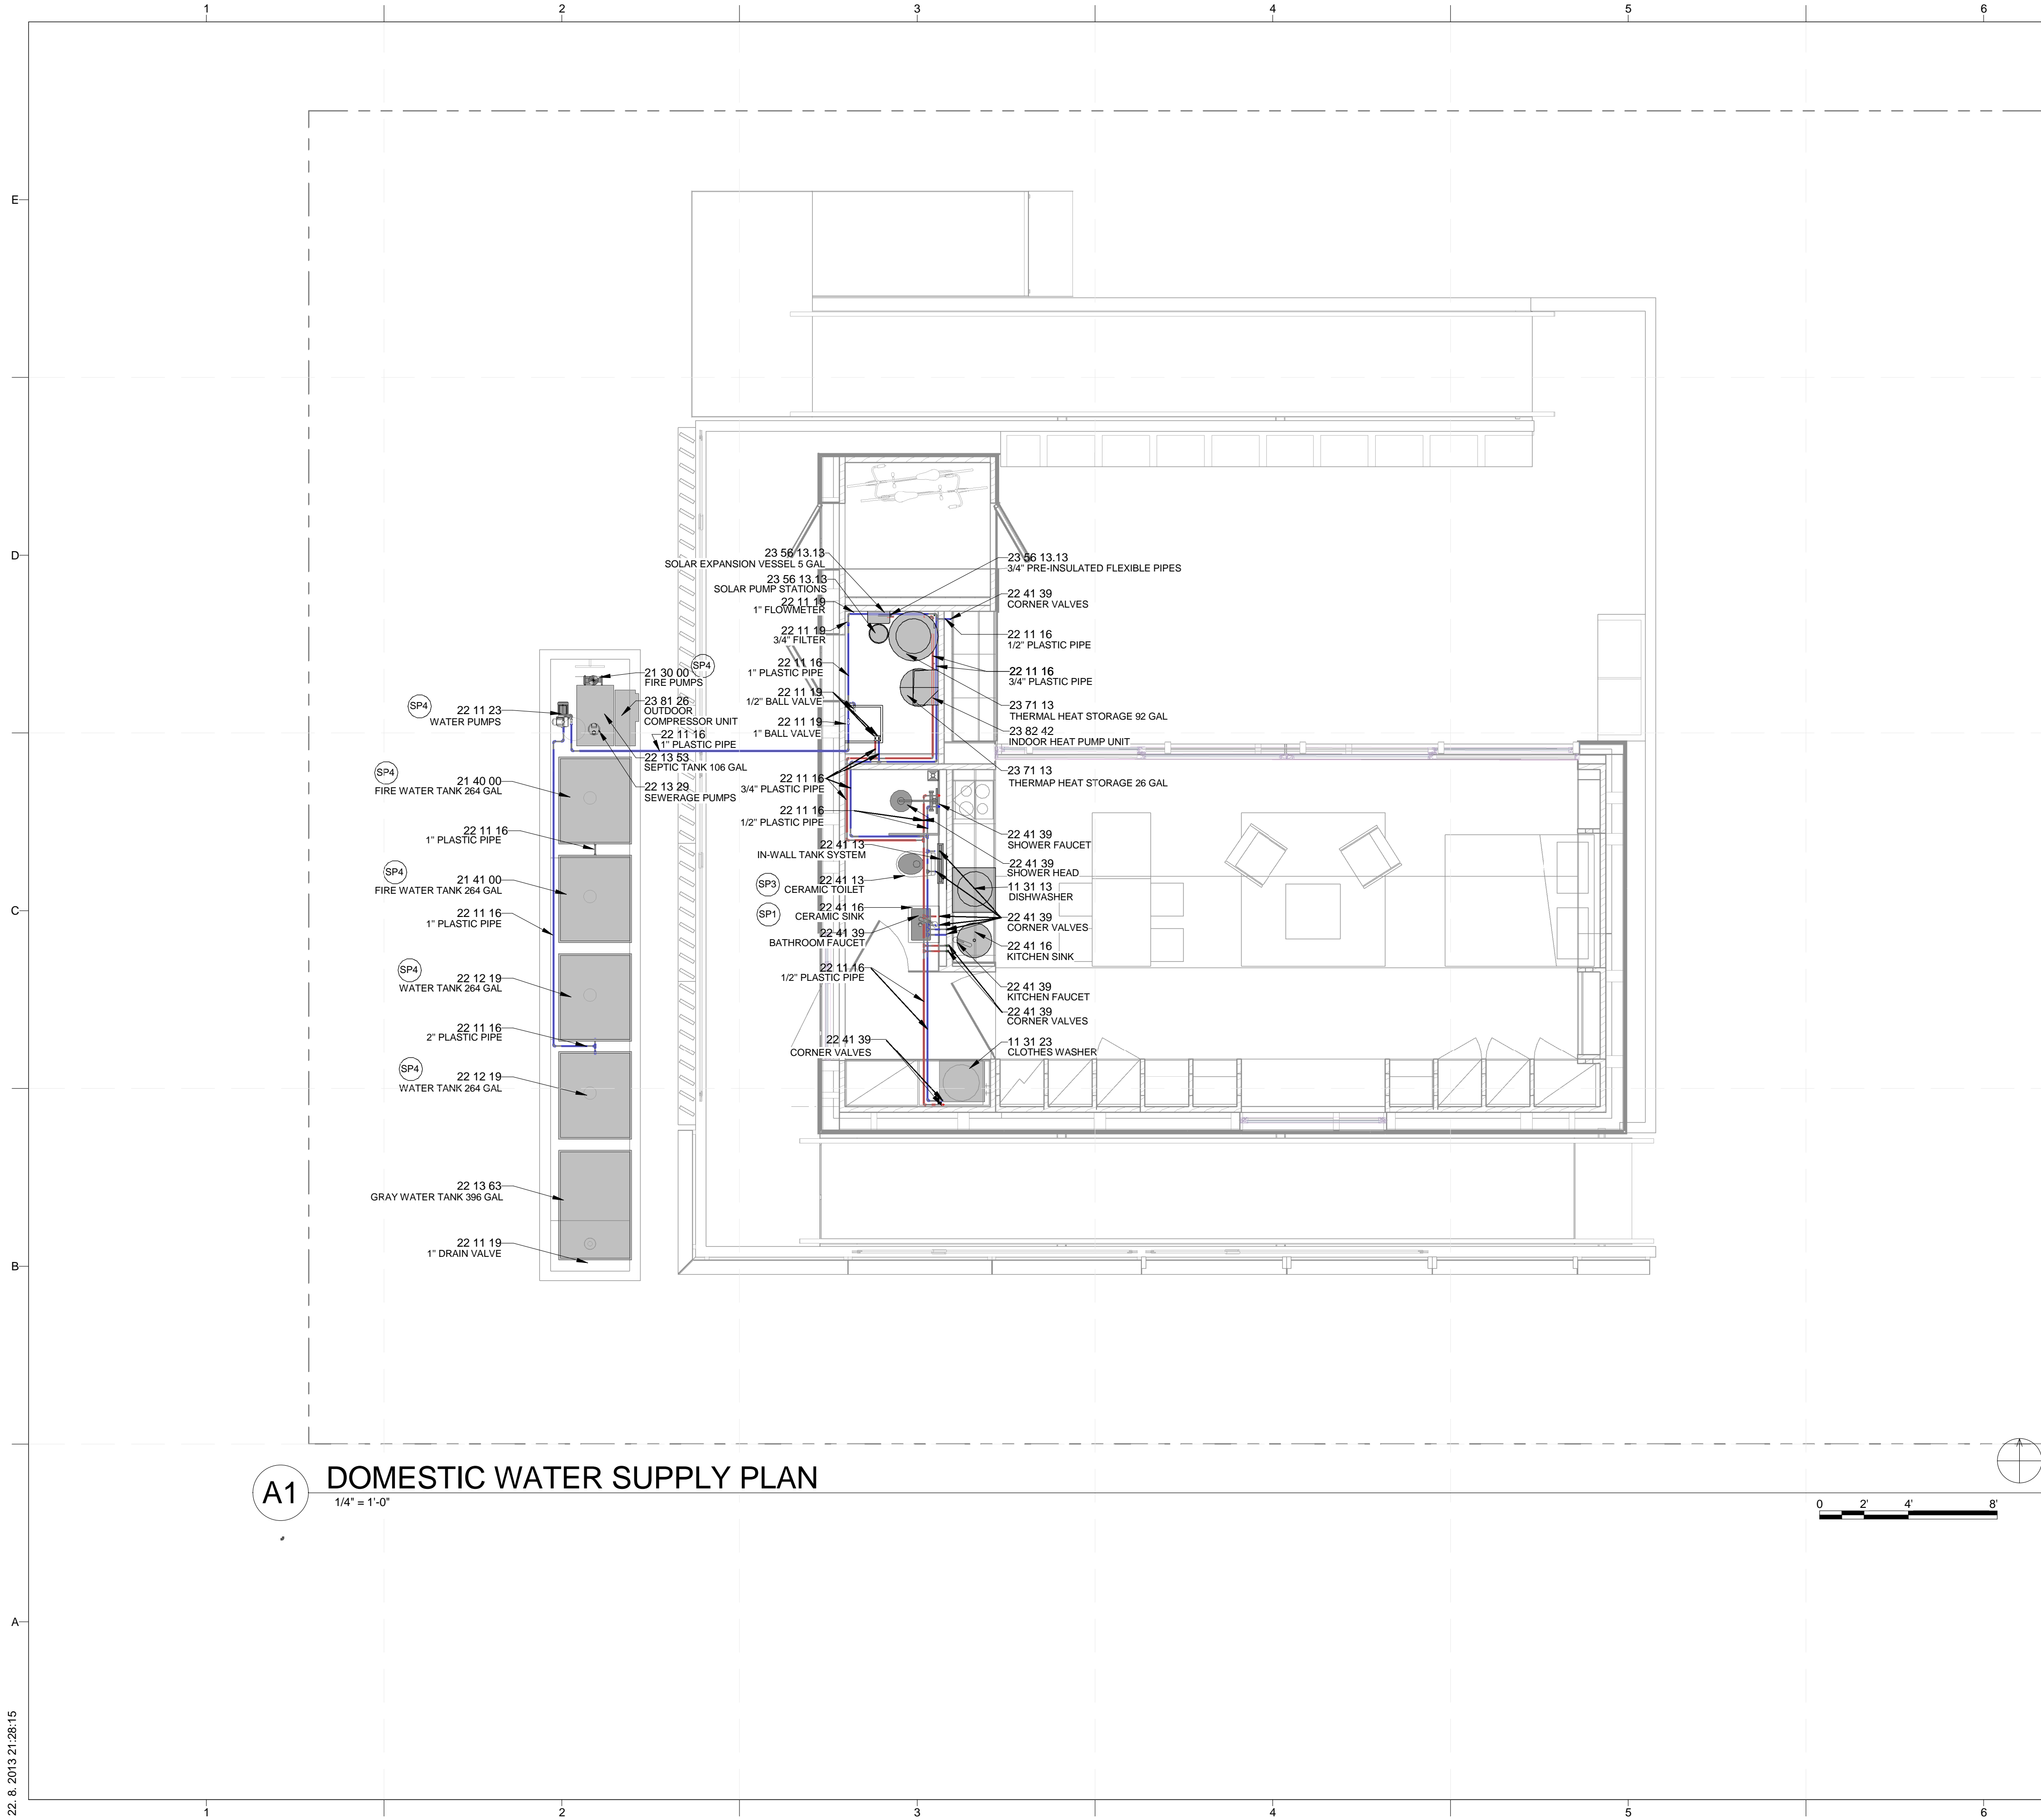 1 2 3 4 5 6
E
D
C
B
A
23 56 13.13
SOLAR EXPANSION VESSEL 5 GAL
23 56 13.13
SOLAR PUMP STATIONS
22 11 19
1" FLOWMETER
22 11 19
3/4" FILTER
22 11 16
1" PLASTIC PIPE
22 11 19
1/2" BALL VALVE
22 11 19
1" BALL VALVE
22 11 16
3/4" PLASTIC PIPE
22 11 16
1/2" PLASTIC PIPE
22 41 13
IN-WALL TANK SYSTEM
SP3
22 41 13
CERAMIC TOILET
SP1
22 41 16
CERAMIC SINK
22 41 39
BATHROOM FAUCET
22 11 16
1/2" PLASTIC PIPE
22 41 39
CORNER VALVES
23 56 13.13
3/4" PRE-INSULATED FLEXIBLE PIPES
22 41 39
CORNER VALVES
22 11 16
1/2" PLASTIC PIPE
22 11 16
3/4" PLASTIC PIPE
23 71 13
THERMAL HEAT STORAGE 92 GAL
23 82 42
INDOOR HEAT PUMP UNIT
23 71 13
THERMAP HEAT STORAGE 26 GAL
22 41 39
SHOWER FAUCET
22 41 39
SHOWER HEAD
11 31 13
DISHWASHER
22 41 39
CORNER VALVES
22 41 16
KITCHEN SINK
22 41 39
KITCHEN FAUCET
22 41 39
CORNER VALVES
11 31 23
CLOTHES WASHER
SP4
21 30 00
FIRE PUMPS
23 81 26
OUTDOOR
COMPRESSOR UNIT
22 11 16
1" PLASTIC PIPE
22 13 53
SEPTIC TANK 106 GAL
22 13 29
SEWERAGE PUMPS
SP4
22 11 23
WATER PUMPS
SP4
21 40 00
FIRE WATER TANK 264 GAL
22 11 16
1" PLASTIC PIPE
SP4
21 41 00
FIRE WATER TANK 264 GAL
22 11 16
1" PLASTIC PIPE
SP4
22 12 19
WATER TANK 264 GAL
22 11 16
2" PLASTIC PIPE
SP4
22 12 19
WATER TANK 264 GAL
22 13 63
GRAY WATER TANK 396 GAL
22 11 19
1" DRAIN VALVE
A1
DOMESTIC WATER SUPPLY PLAN
1/4" = 1'-0"
0 2' 4' 8'
22. 8. 2013 21:28:15
1 2 3 4 5 6